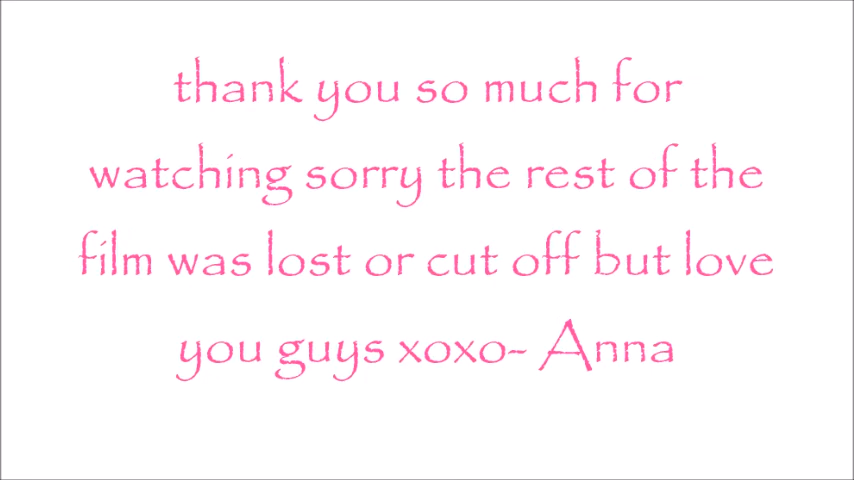 thank you so much for
watching sorry the rest of the
film was lost or cut off but love
you guys xoxo- Anna